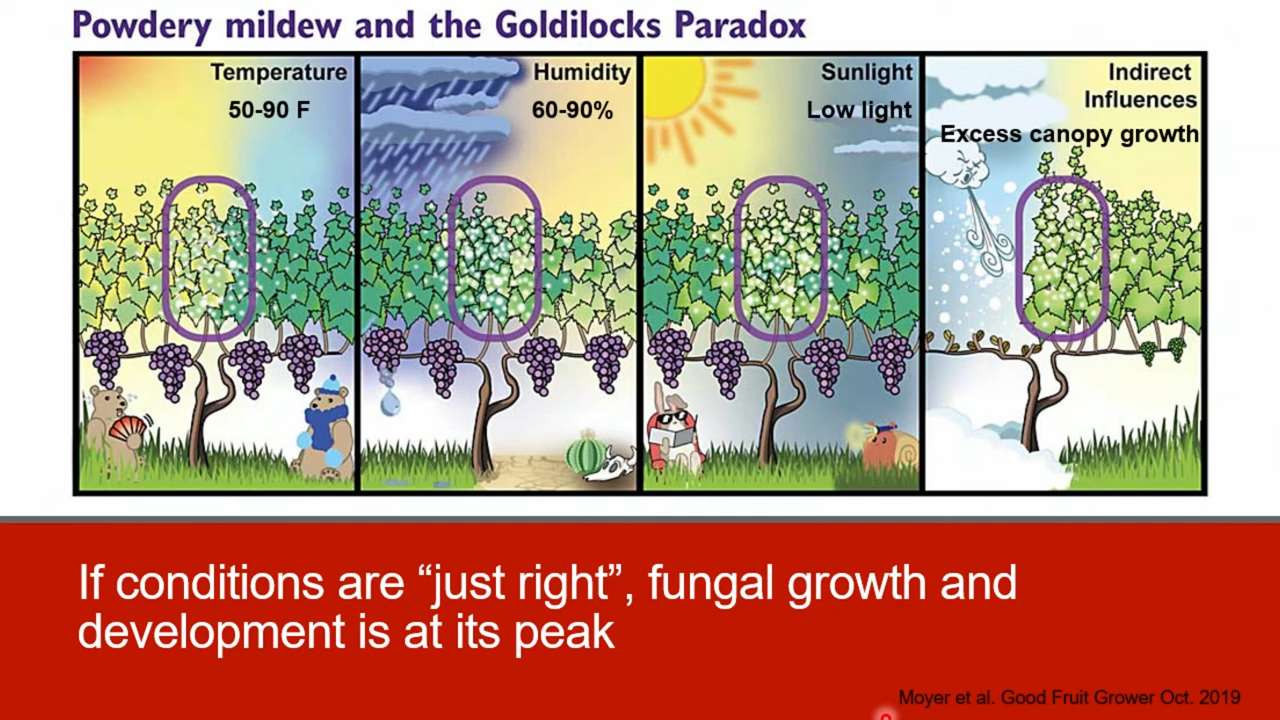 Powdery mildew and the Goldilocks Paradox
Temperature
50-90 F
Humidity
60-90%
Sunlight
Low light
Indirect
Influences
Excess canopy growth
If conditions are “just right”, fungal growth and
development is at its peak
Moyer et al. Good Fruit Grower Oct. 2019